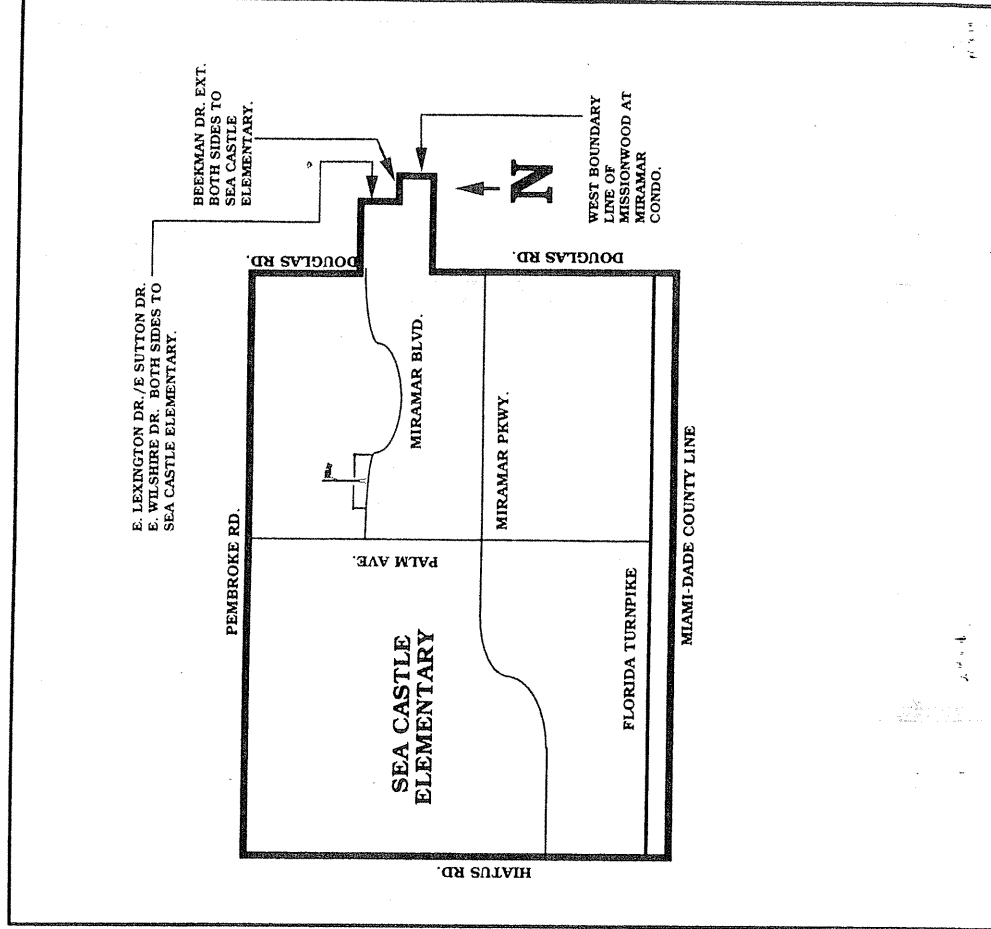 E. LEXINGTON DR./E SUTTON DR.
E. WILSHIRE DR. BOTH SIDES TO
SEA CASTLE ELEMENTARY.
BEEKMAN DR. EXT.
BOTH SIDES TO
SEA CASTLE
ELEMENTARY.
PEMBROKE RD.
DOUGLAS RD.
N
WEST BOUNDARY
LINE OF
MISSIONWOOD AT
MIRAMAR
CONDO.
MIRAMAR BLVD.
PALM AVE.
MIRAMAR PKWY.
DOUGLAS RD.
SEA CASTLE
ELEMENTARY
FLORIDA TURNPIKE
HIATUS RD.
MIAMI-DADE COUNTY LINE